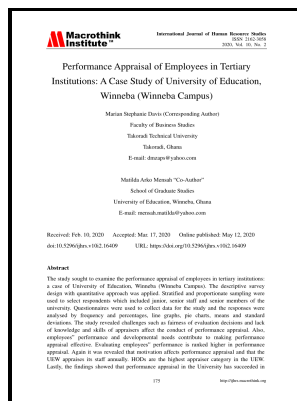 Macrothink
Institute™
International Journal of Human Resource Studies
ISSN 2162-3058
2020, Vol. 10, No. 2
Performance Appraisal of Employees in Tertiary
Institutions: A Case Study of University of Education,
Winneba (Winneba Campus)
Marian Stephanie Davis (Corresponding Author)
Faculty of Business Studies
Takoradi Technical University
Takoradi, Ghana
E-mail: dmzaps@yahoo.com
Matilda Arko Mensah “Co-Author”
School of Graduate Studies
University of Education, Winneba, Ghana
E-mail: mensah.matilda@yahoo.com
Received: Feb. 10, 2020 Accepted: Mar. 17, 2020 Online published: May 12, 2020
doi:10.5296/ijhrs.v10i2.16409 URL: https://doi.org/10.5296/ijhrs.v10i2.16409
Abstract
The study sought to examine the performance appraisal of employees in tertiary institutions:
a case of University of Education, Winneba (Winneba Campus). The descriptive survey
design with quantitative approach was applied. Stratified and proportionate sampling were
used to select respondents which included junior, senior staff and senior members of the
university. Questionnaires were used to collect data for the study and the responses were
analysed by frequency and percentages, line graphs, pie charts, means and standard
deviations. The study revealed challenges such as fairness of evaluation decisions and lack
of knowledge and skills of appraisers affect the conduct of performance appraisal. Also,
employees’ performance and developmental needs contribute to making performance
appraisal effective. Evaluating employees’ performance is ranked higher in performance
appraisal. Again it was revealed that motivation affects performance appraisal and that the
UEW appraises its staff annually. HODs are the highest appraiser category in the UEW.
Lastly, the findings showed that performance appraisal in the University has succeeded in
175
http://ijhrs.macrothink.org